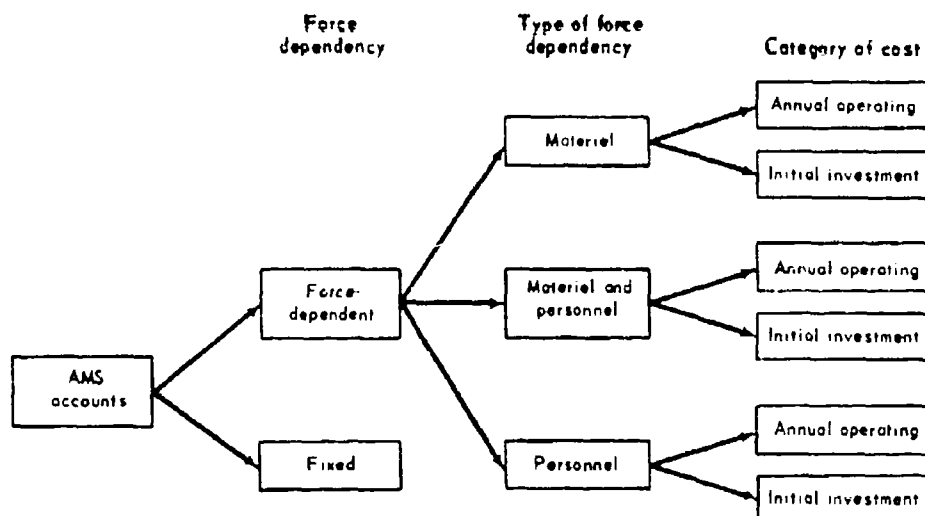 Force
dependency
Type of force
dependency
Category of cost
Annual operating
Materiel
Initial investment
Annual operating
Force-
dependent
Materiel and
personnel
Initial investment
AMS
accounts
Annual operating
Fixed
Personnel
Initial investment